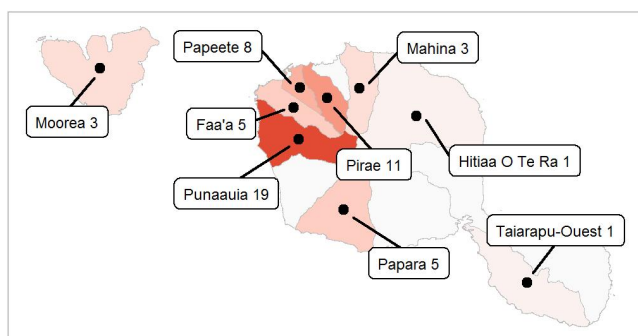 Papeete 8
Mahina 3
Moorea 3
Faa'a 5
Pirae 11
Hitiaa O Te Ra 1
Punaauia 19
Taiarapu-Ouest 1
Papara 5